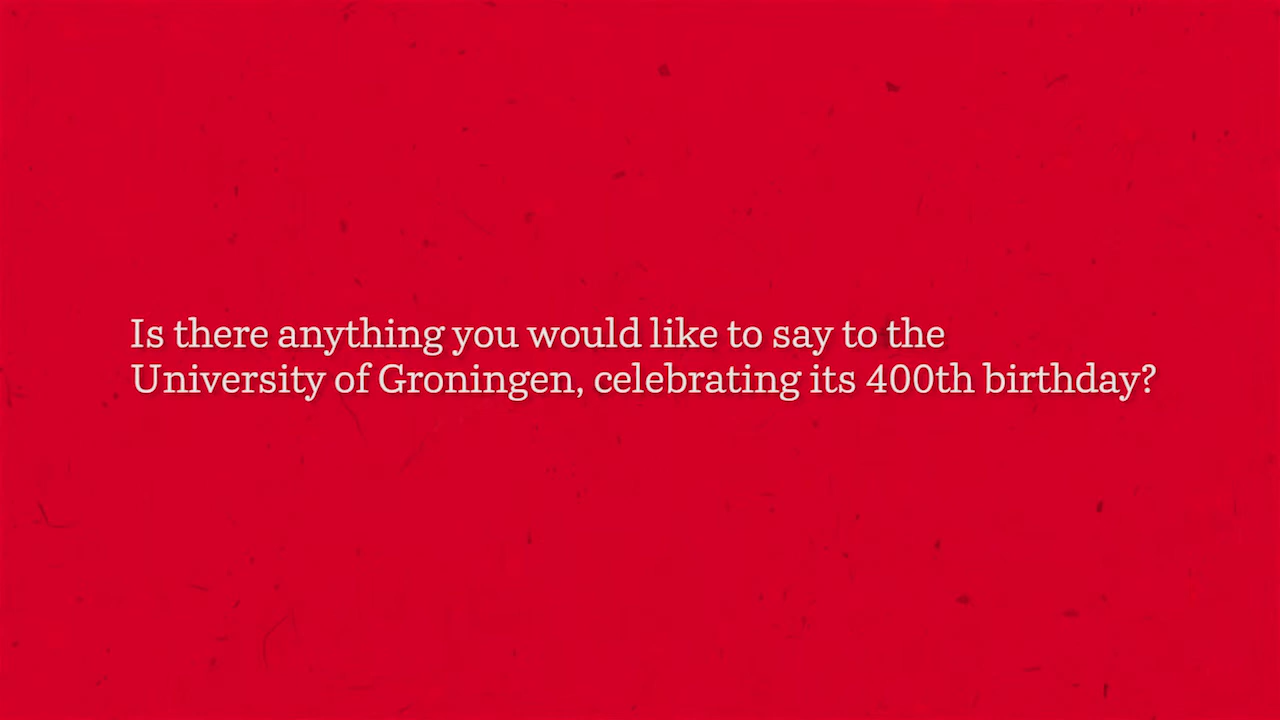 Is there anything you would like to say to the
University of Groningen, celebrating its 400th birthday?